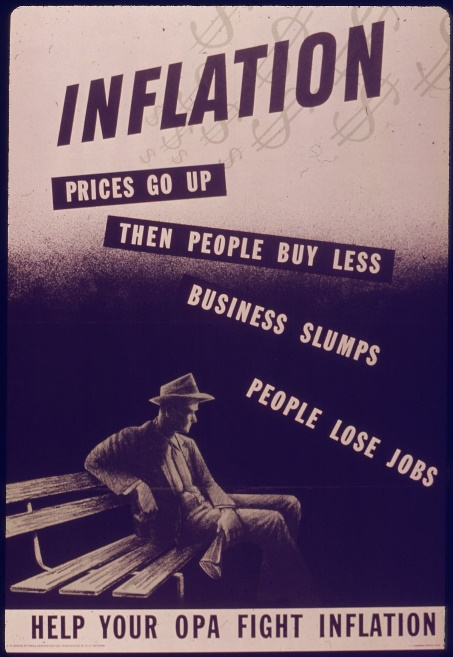 INFLATION
PRICES GO UP
THEN PEOPLE BUY LESS
BUSINESS SLUMPS
PEOPLE LOSE JOBS
HELP YOUR OPA FIGHT INFLATION